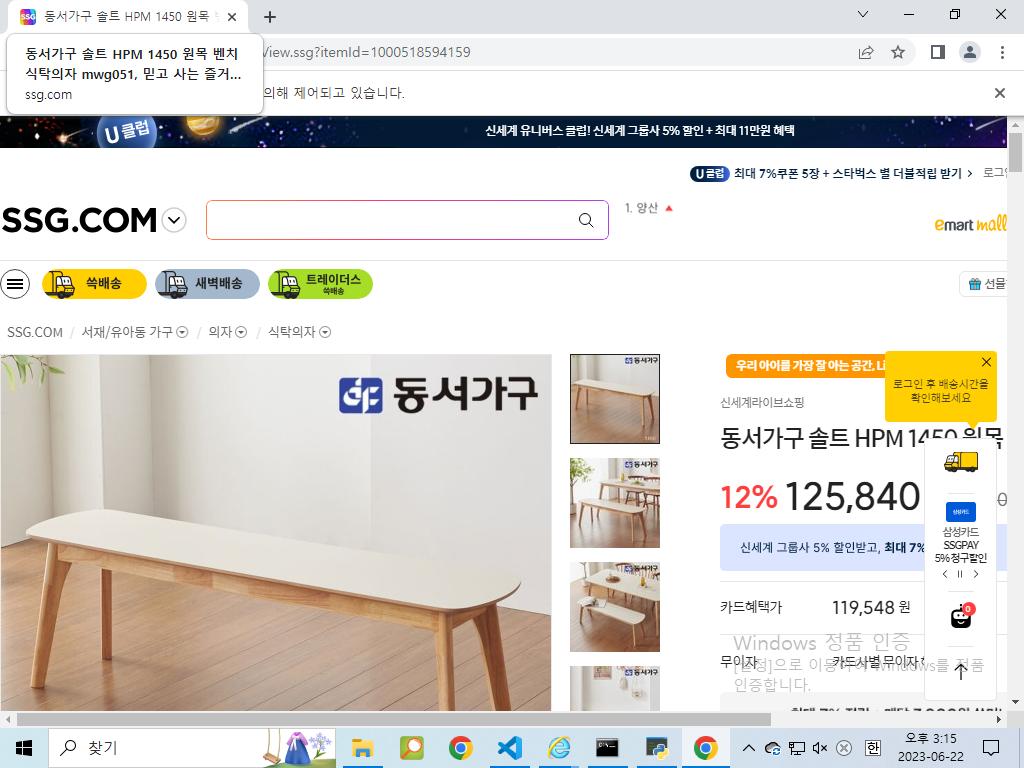 동서가구 솔트 HPM 1450 원목
동서가구 솔트 HPM 1450 원목 벤치
식탁의자 mwg051, 믿고 사는 즐거...
ssg.com
View.ssg?itemId=1000518594159
의해 제어되고 있습니다.
U 클럽
신세계 유니버스 클럽! 신세계 그룹사 5% 할인 + 최대 11만원 혜택
U 클럽 최대 7%쿠폰 5장 + 스타벅스 별 더블적립 받기
SSG.COM
1. 양산
emart mall
쓱배송
새벽배송
트레이더스
쓱배송
선물
SSG.COM / 서재/유아동 가구 / 의자 / 식탁의자
동서가구
우리 아이를 가장 잘 아는 공간,
로그인 후 배송시간을
확인해보세요
신세계라이브쇼핑
동서가구 솔트 HPM 1450 원목
12% 125,840
삼성카드
삼성카드
SSGPAY
5% 청구할인
신세계 그룹사 5% 할인받고, 최대 7%
카드혜택가 119,548 원
0
Windows 정품 인증
무이자 카드사별 무이자
[설정]으로 이동하여 Windows를 정품
인증합니다.
찾기
한
오후 3:15
2023-06-22